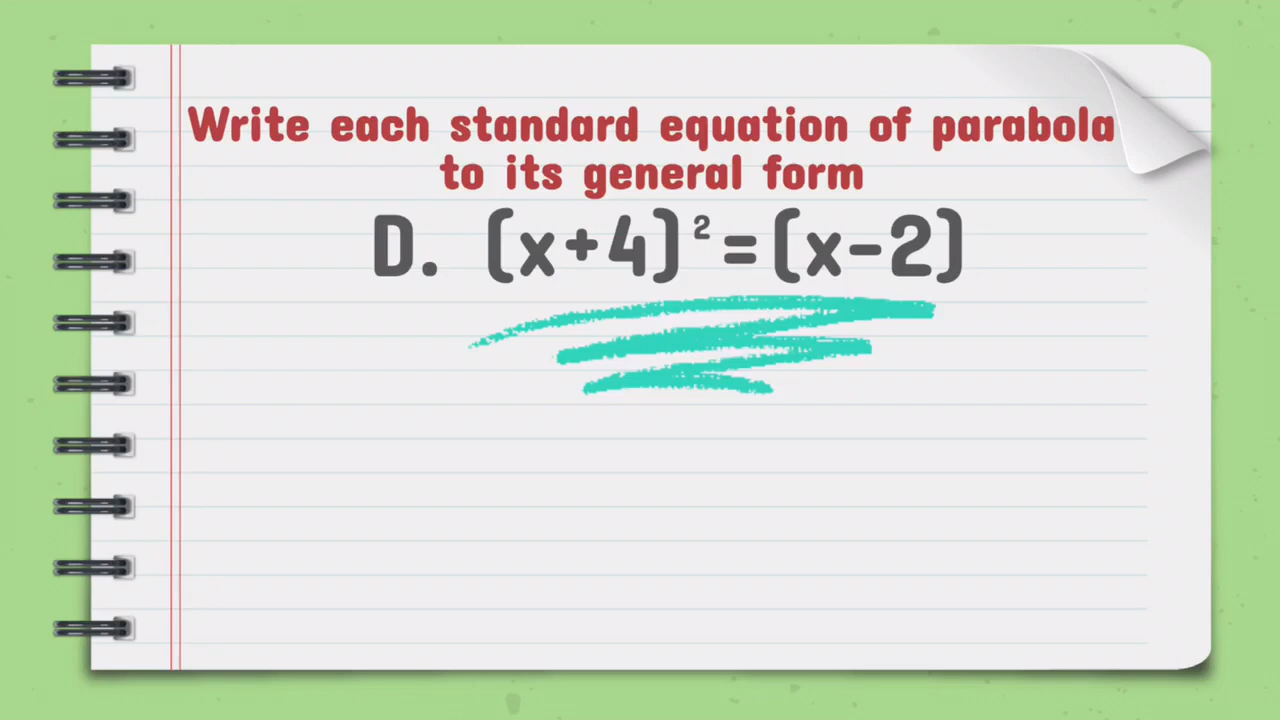 Write each standard equation of parabola
to its general form
D. (x+4)²=(x-2)